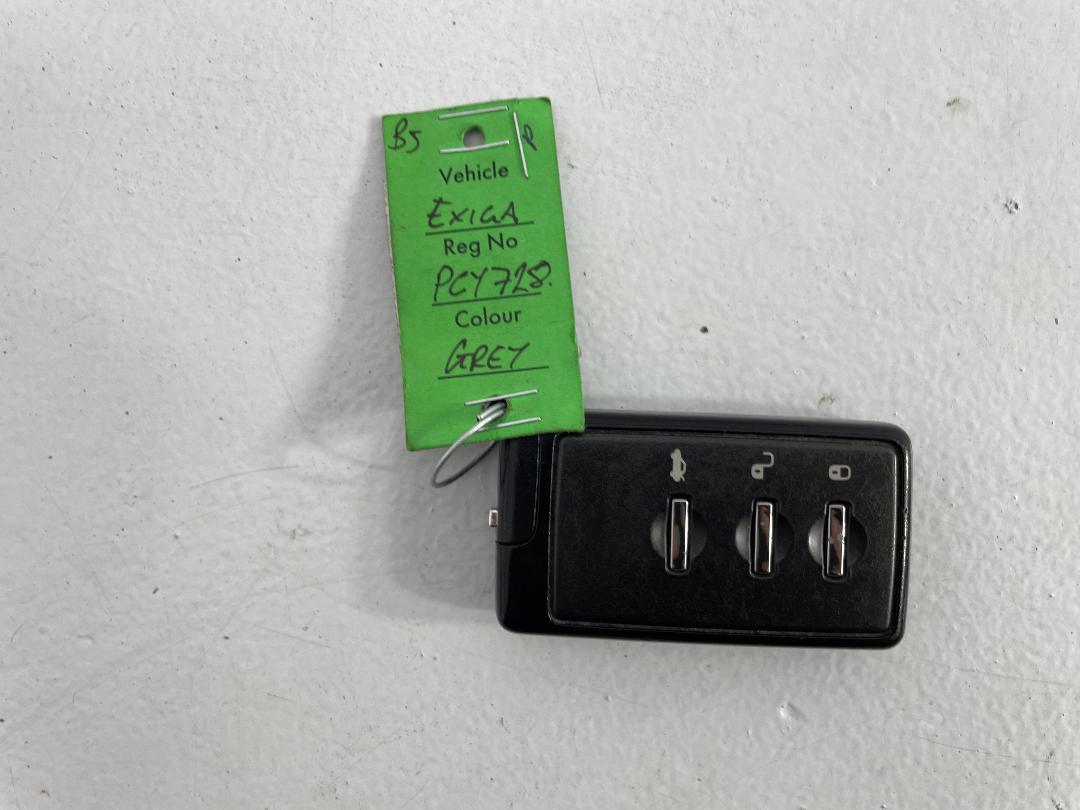 B5 P
Vehicle
EXIGA
Reg No
PCY728.
Colour
GREY